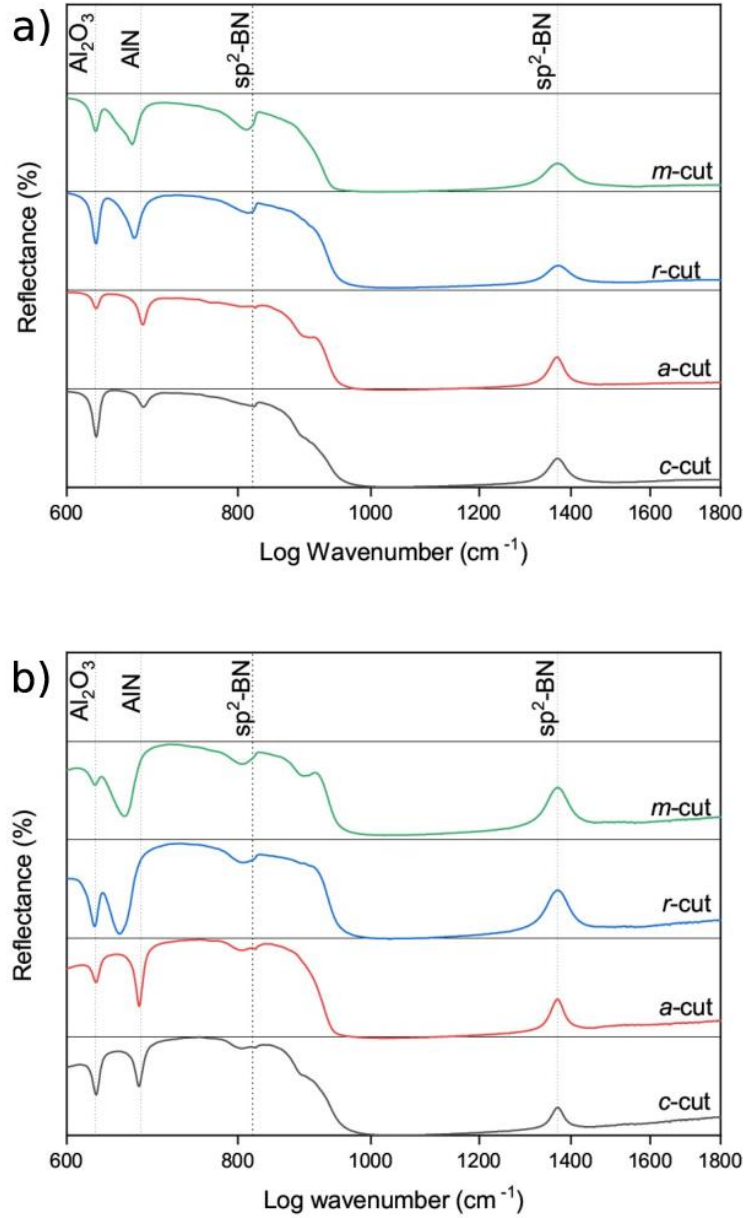 a)
Al₂O₃
AlN
sp²-BN
sp²-BN
m-cut
r-cut
a-cut
c-cut
Reflectance (%)
600 800 1000 1200 1400 1600 1800
Log Wavenumber (cm⁻¹)
b)
Al₂O₃
AlN
sp²-BN
sp²-BN
m-cut
r-cut
a-cut
c-cut
Reflectance (%)
600 800 1000 1200 1400 1600 1800
Log wavenumber (cm⁻¹)